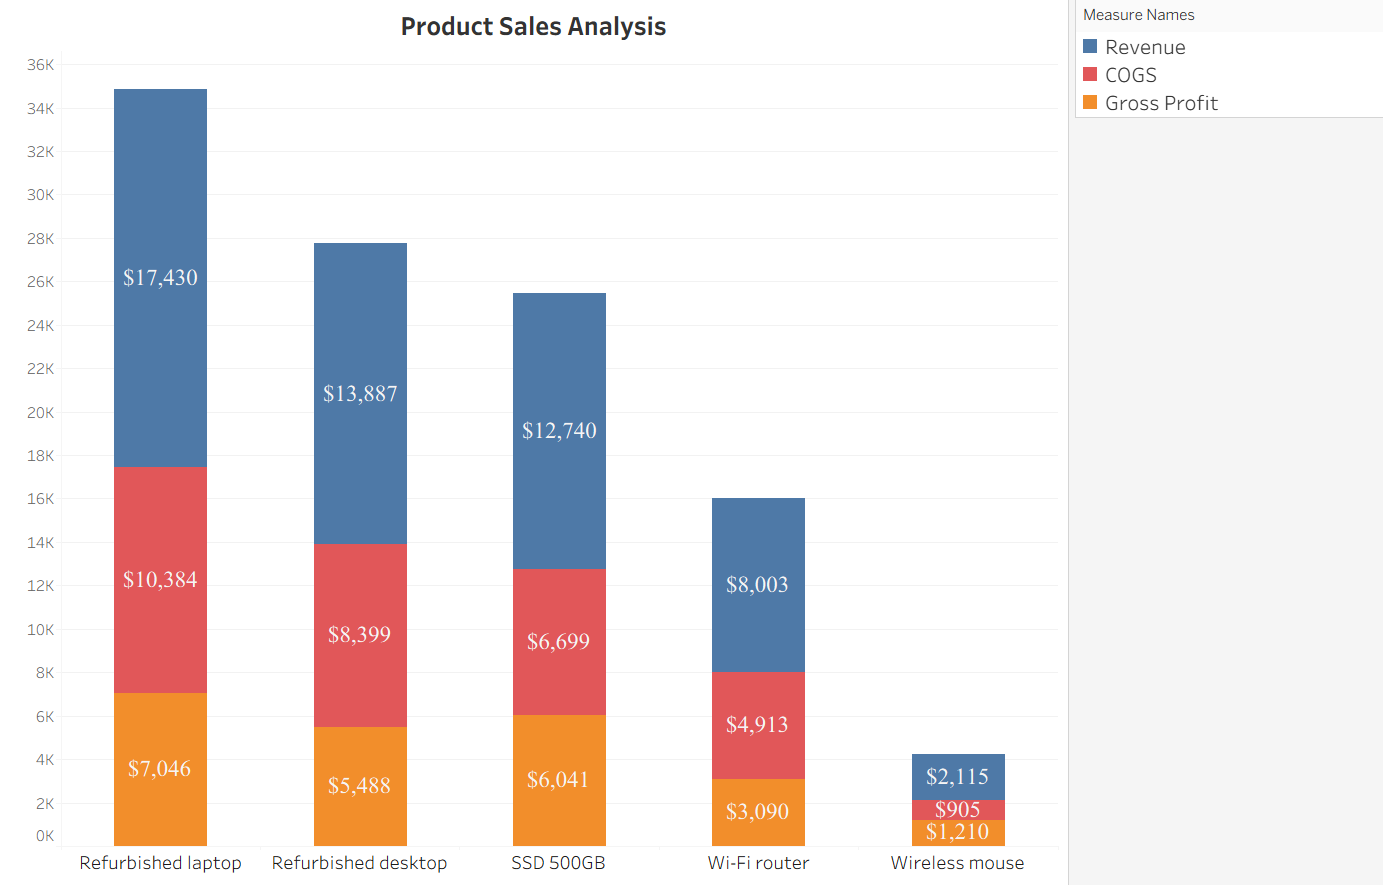 Product Sales Analysis
Measure Names
Revenue
COGS
Gross Profit
36K
34K
32K
30K
28K
26K
24K
22K
20K
18K
16K
14K
12K
10K
8K
6K
4K
2K
0K
$17,430
$10,384
$7,046
$13,887
$8,399
$5,488
$12,740
$6,699
$6,041
$8,003
$4,913
$3,090
$2,115
$905
$1,210
Refurbished laptop
Refurbished desktop
SSD 500GB
Wi-Fi router
Wireless mouse